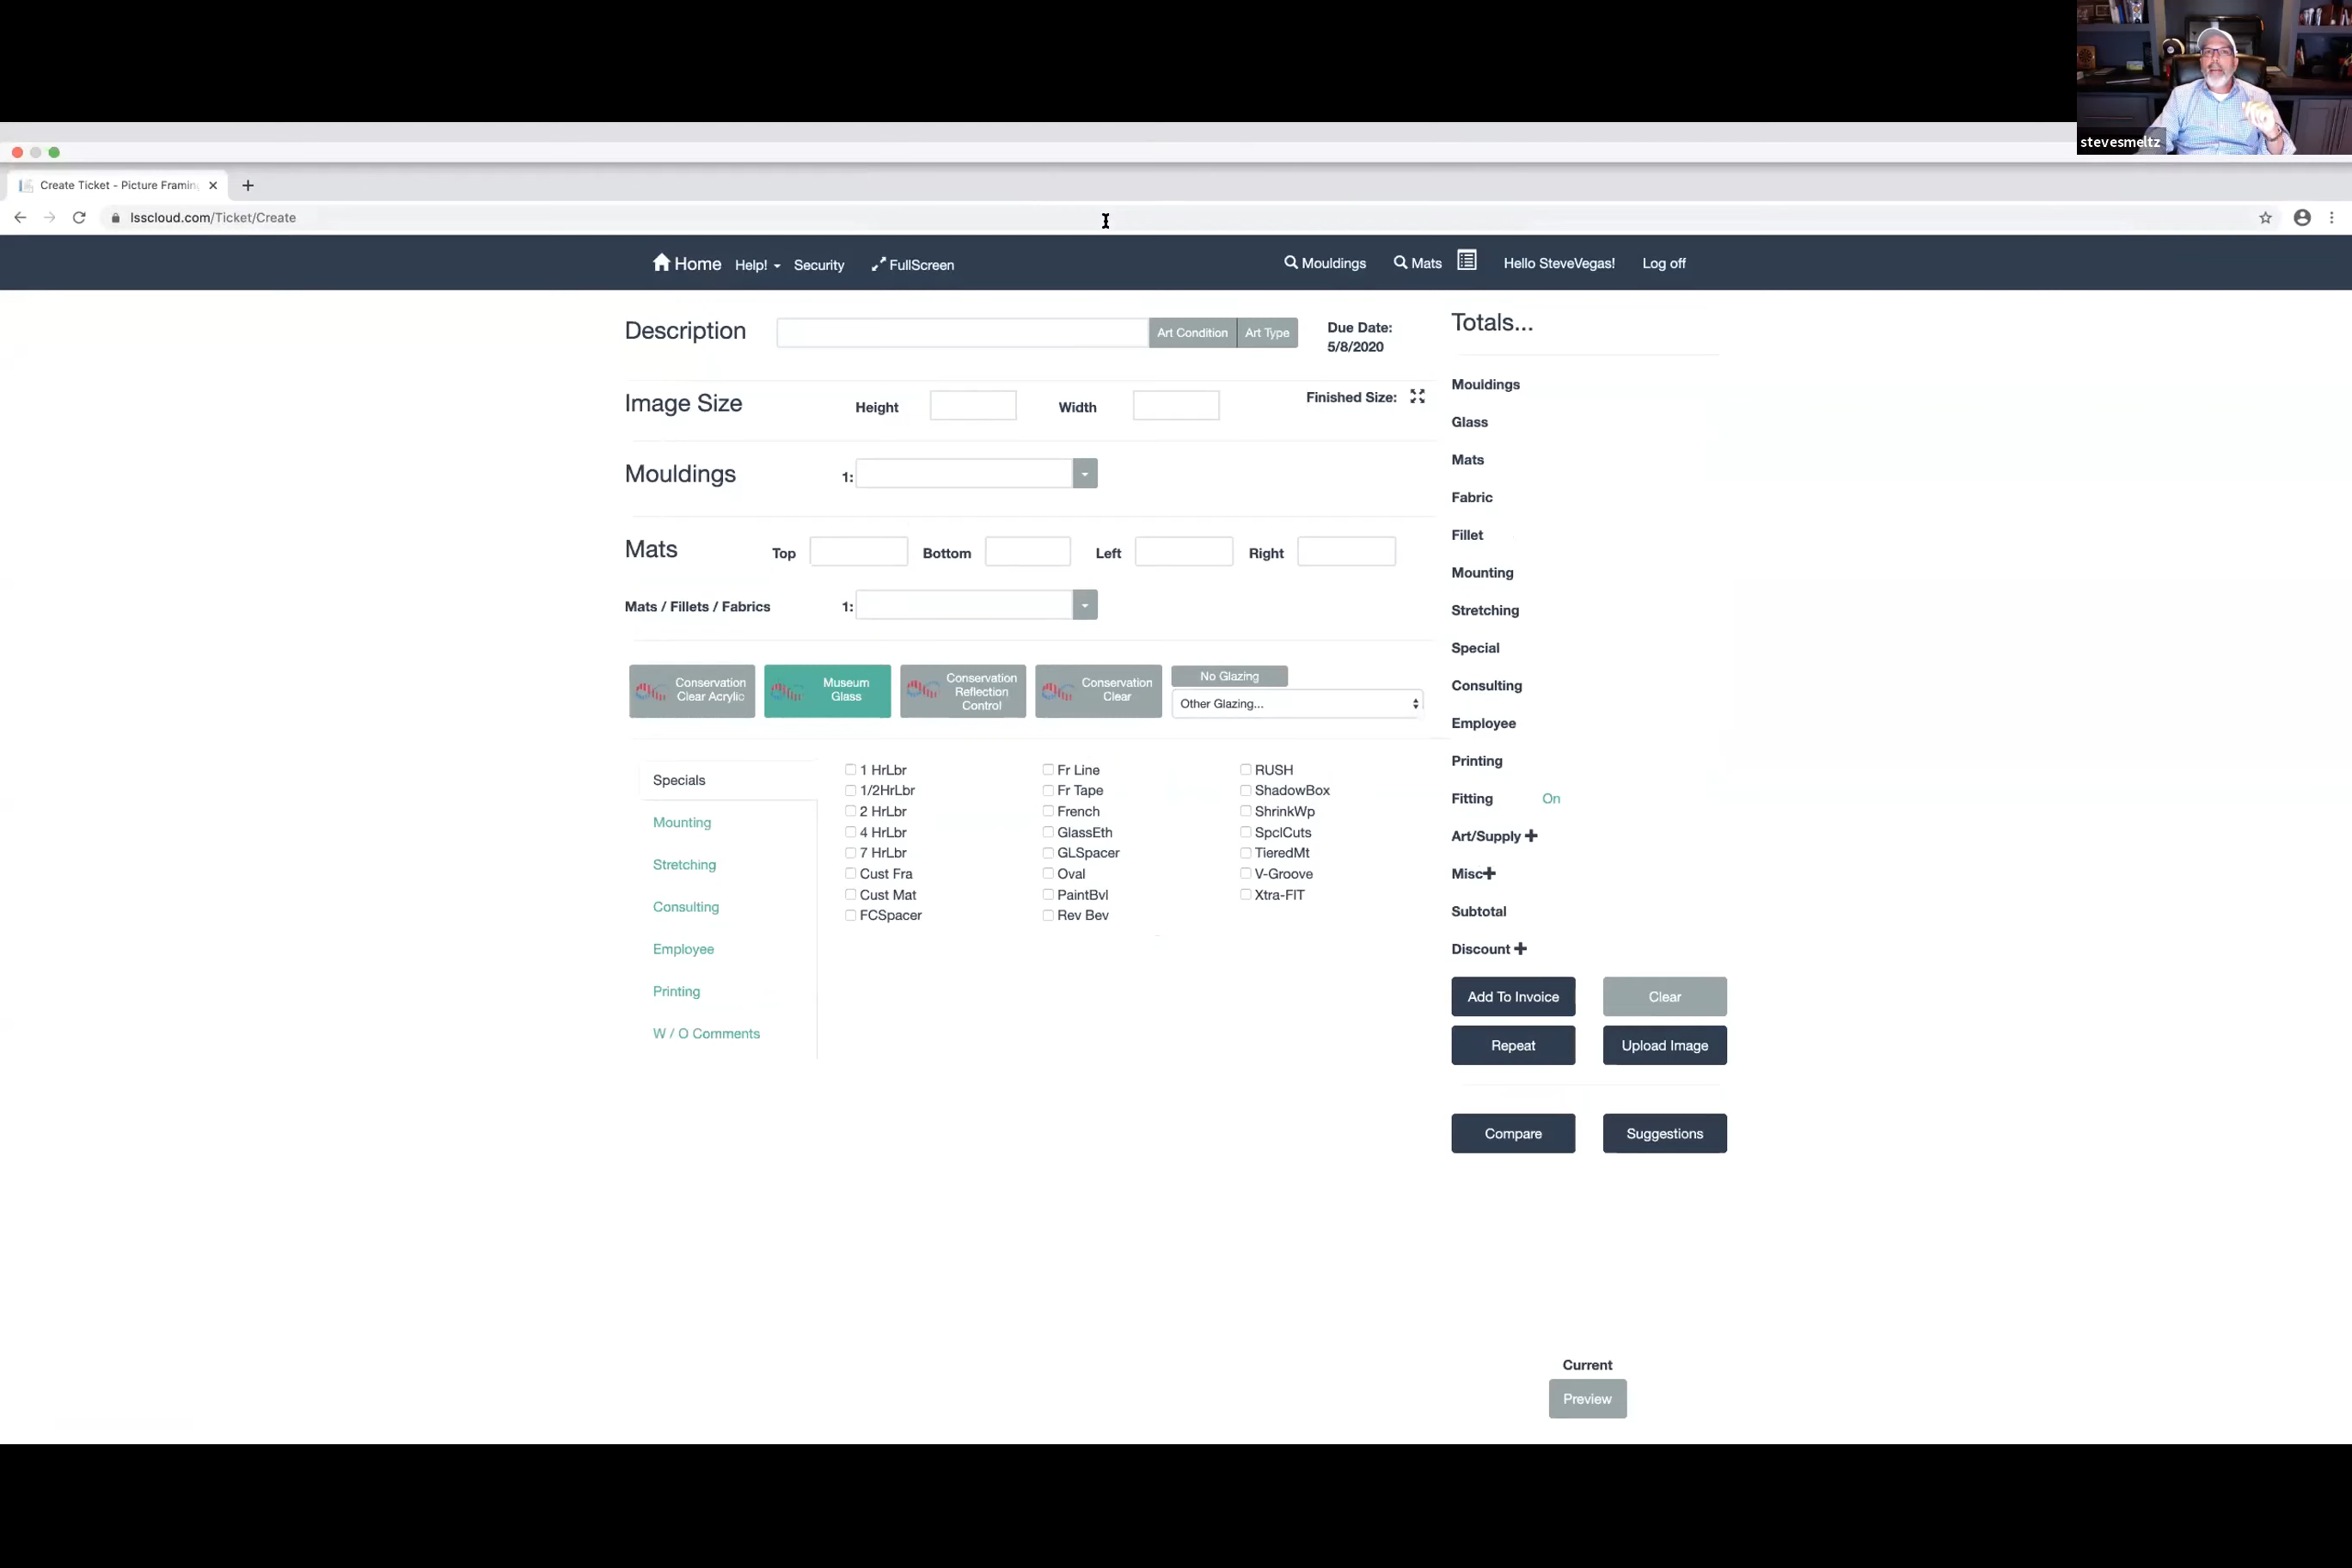 stevesmeltz
Create Ticket - Picture Framin
lsscloud.com/Ticket/Create
Home Help! Security FullScreen Mouldings Mats Hello SteveVegas! Log off
Description Art Condition Art Type Due Date:
5/8/2020
Totals...
Image Size Height Width Finished Size:
Mouldings 1:
Mats Top Bottom Left Right
Mats / Fillets / Fabrics 1:
Conservation
Clear Acrylic
Museum
Glass
Conservation
Reflection
Control
Conservation
Clear
No Glazing
Other Glazing...
Specials
Mounting
Stretching
Consulting
Employee
Printing
W / O Comments
1 HrLbr
1/2HrLbr
2 HrLbr
4 HrLbr
7 HrLbr
Cust Fra
Cust Mat
FCSpacer
Fr Line
Fr Tape
French
GlassEth
GLSpacer
Oval
PaintBvl
Rev Bev
RUSH
ShadowBox
ShrinkWp
SpclCuts
TieredMt
V-Groove
Xtra-FIT
Mouldings
Glass
Mats
Fabric
Fillet
Mounting
Stretching
Special
Consulting
Employee
Printing
Fitting On
Art/Supply
Misc
Subtotal
Discount
Add To Invoice Clear
Repeat Upload Image
Compare Suggestions
Current
Preview